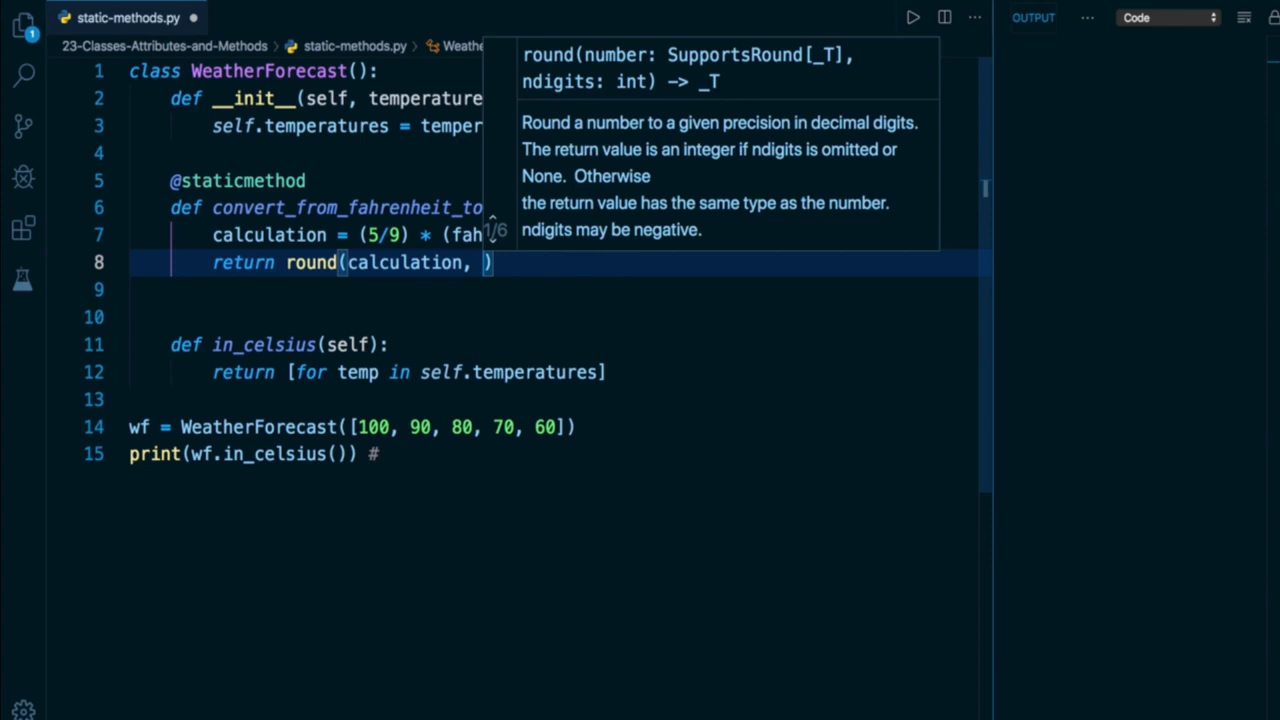 static-methods.py
OUTPUT
Code
1
23-Classes-Attributes-and-Methods > static-methods.py >
round(number: SupportsRound[_T],
ndigits: int) -> _T
Round a number to a given precision in decimal digits.
The return value is an integer if ndigits is omitted or
None.  Otherwise
the return value has the same type as the number.
ndigits may be negative.
1/6
1 class WeatherForecast():
2     def __init__(self, temperature
3         self.temperatures =
4
5     @staticmethod
6     def convert_from_fahrenheit_to
7         calculation = (5/9) * (
8         return round(calculation, )
9
10
11     def in_celsius(self):
12         return [for temp in self.temperatures]
13
14 wf = WeatherForecast([100, 90, 80, 70, 60])
15 print(wf.in_celsius()) #